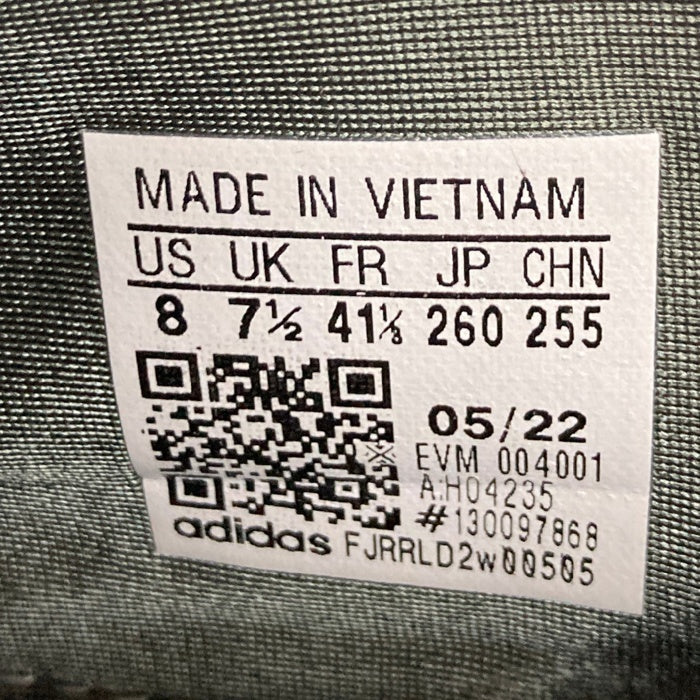 MADE IN VIETNAM
US UK FR JP CHN
8 7½ 41⅓ 260 255
05/22
EVM 004001
A:H04235
#130097868
adidas FJRRLD2w00505